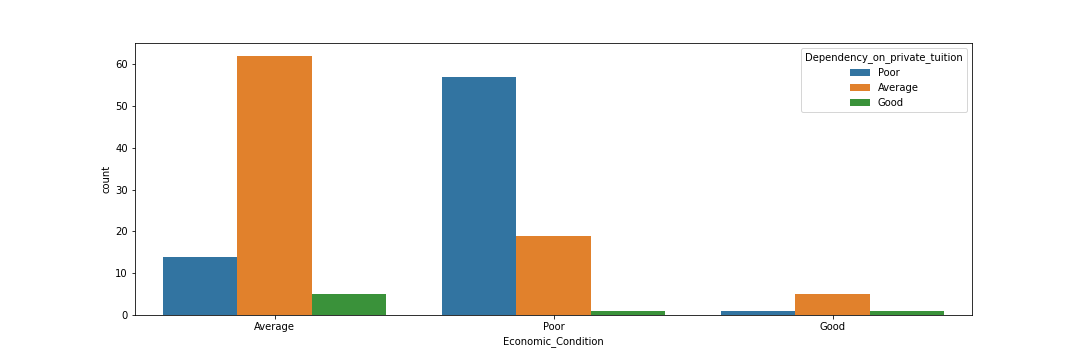 Dependency_on_private_tuition
Poor
Average
Good
60
50
40
30
20
10
0
count
Average
Poor
Good
Economic_Condition